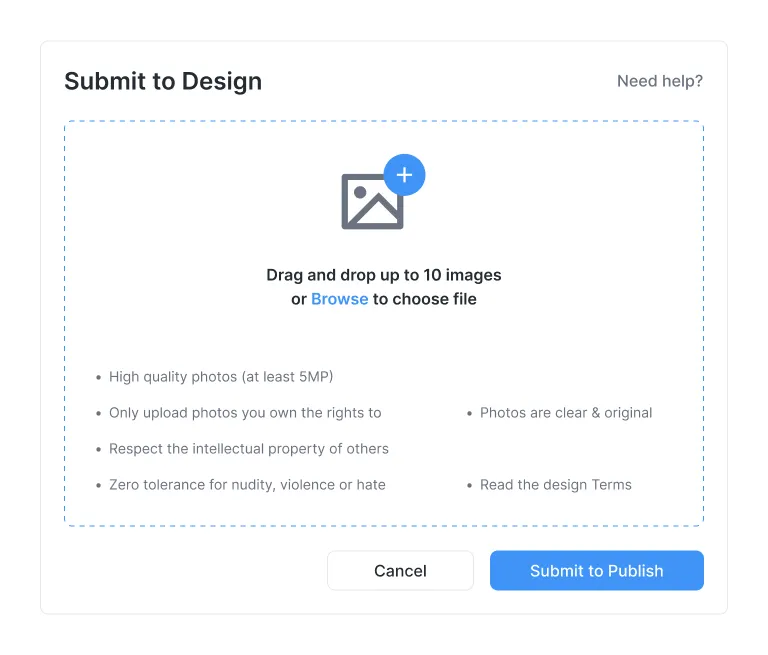 Submit to Design
Need help?
Drag and drop up to 10 images
or Browse to choose file
• High quality photos (at least 5MP)
• Only upload photos you own the rights to
• Photos are clear & original
• Respect the intellectual property of others
• Zero tolerance for nudity, violence or hate
• Read the design Terms
Cancel
Submit to Publish